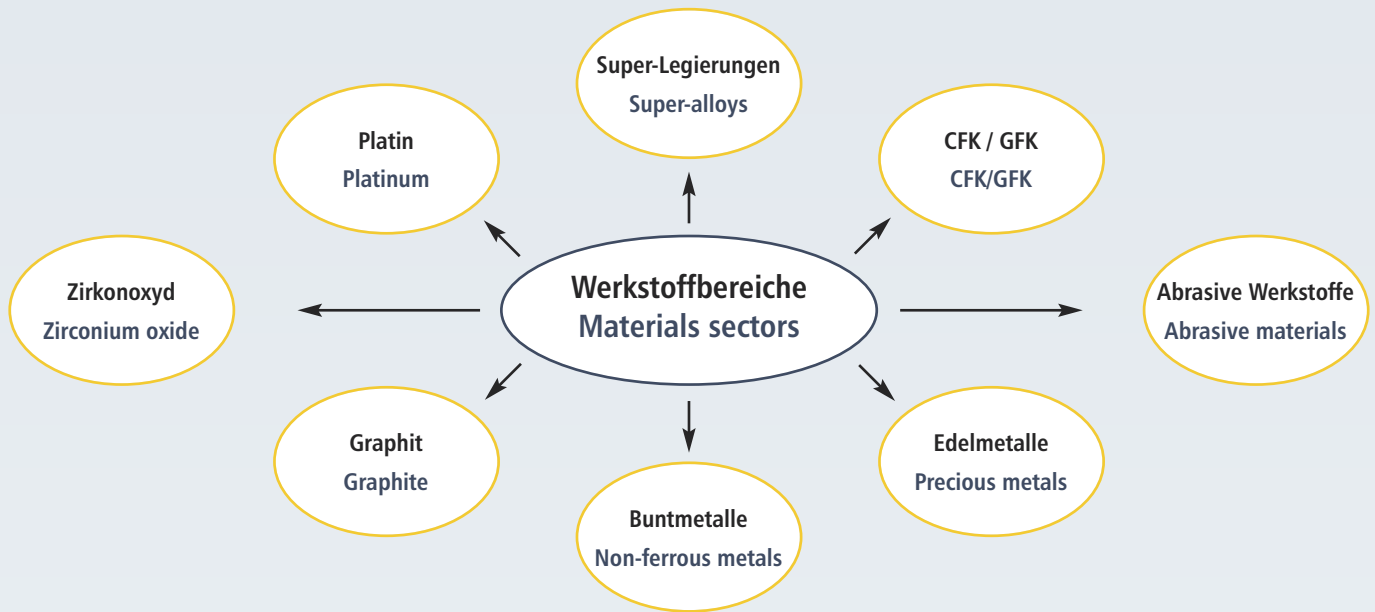 Super-Legierungen
Super-alloys
Platin
Platinum
CFK / GFK
CFK/GFK
Zirkonoxyd
Zirconium oxide
Werkstoffbereiche
Materials sectors
Abrasive Werkstoffe
Abrasive materials
Graphit
Graphite
Edelmetalle
Precious metals
Buntmetalle
Non-ferrous metals